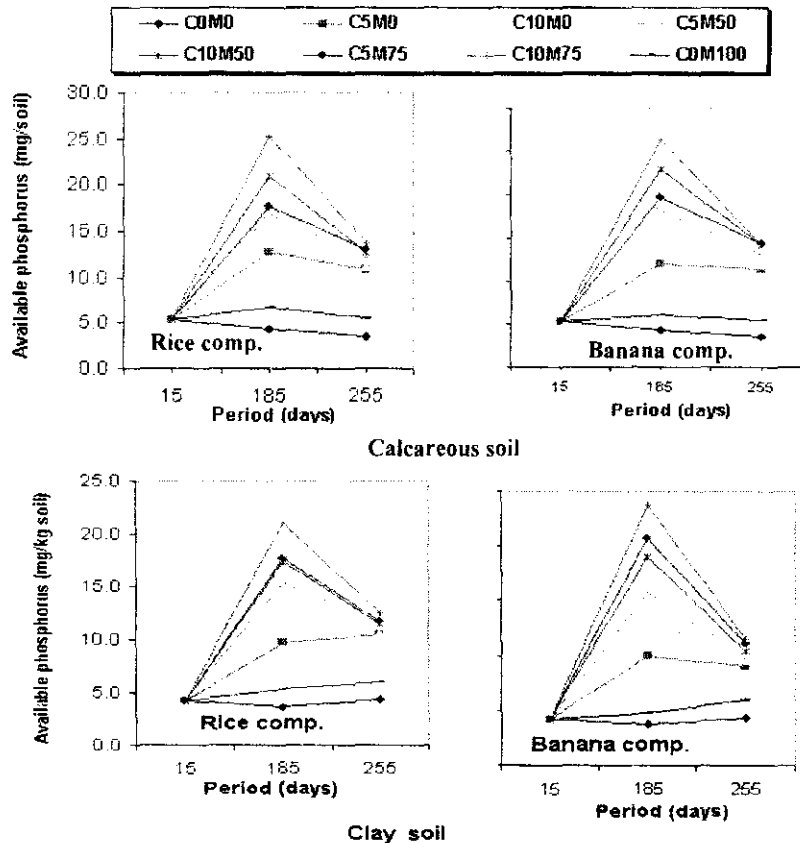 C0M0 C5M0 C10M0 C5M50
C10M50 C5M75 C10M75 C0M100
Available phosphorus (mg/soil)
30.0
25.0
20.0
15.0
10.0
5.0
0.0
Rice comp.
15 185 255
Period (days)
Banana comp.
15 185 255
Period (days)
Calcareous soil
Available phosphorus (mg/kg soil)
25.0
20.0
15.0
10.0
5.0
0.0
Rice comp.
15 185 255
Period (days)
Banana comp.
15 185 255
Period (days)
Clay soil